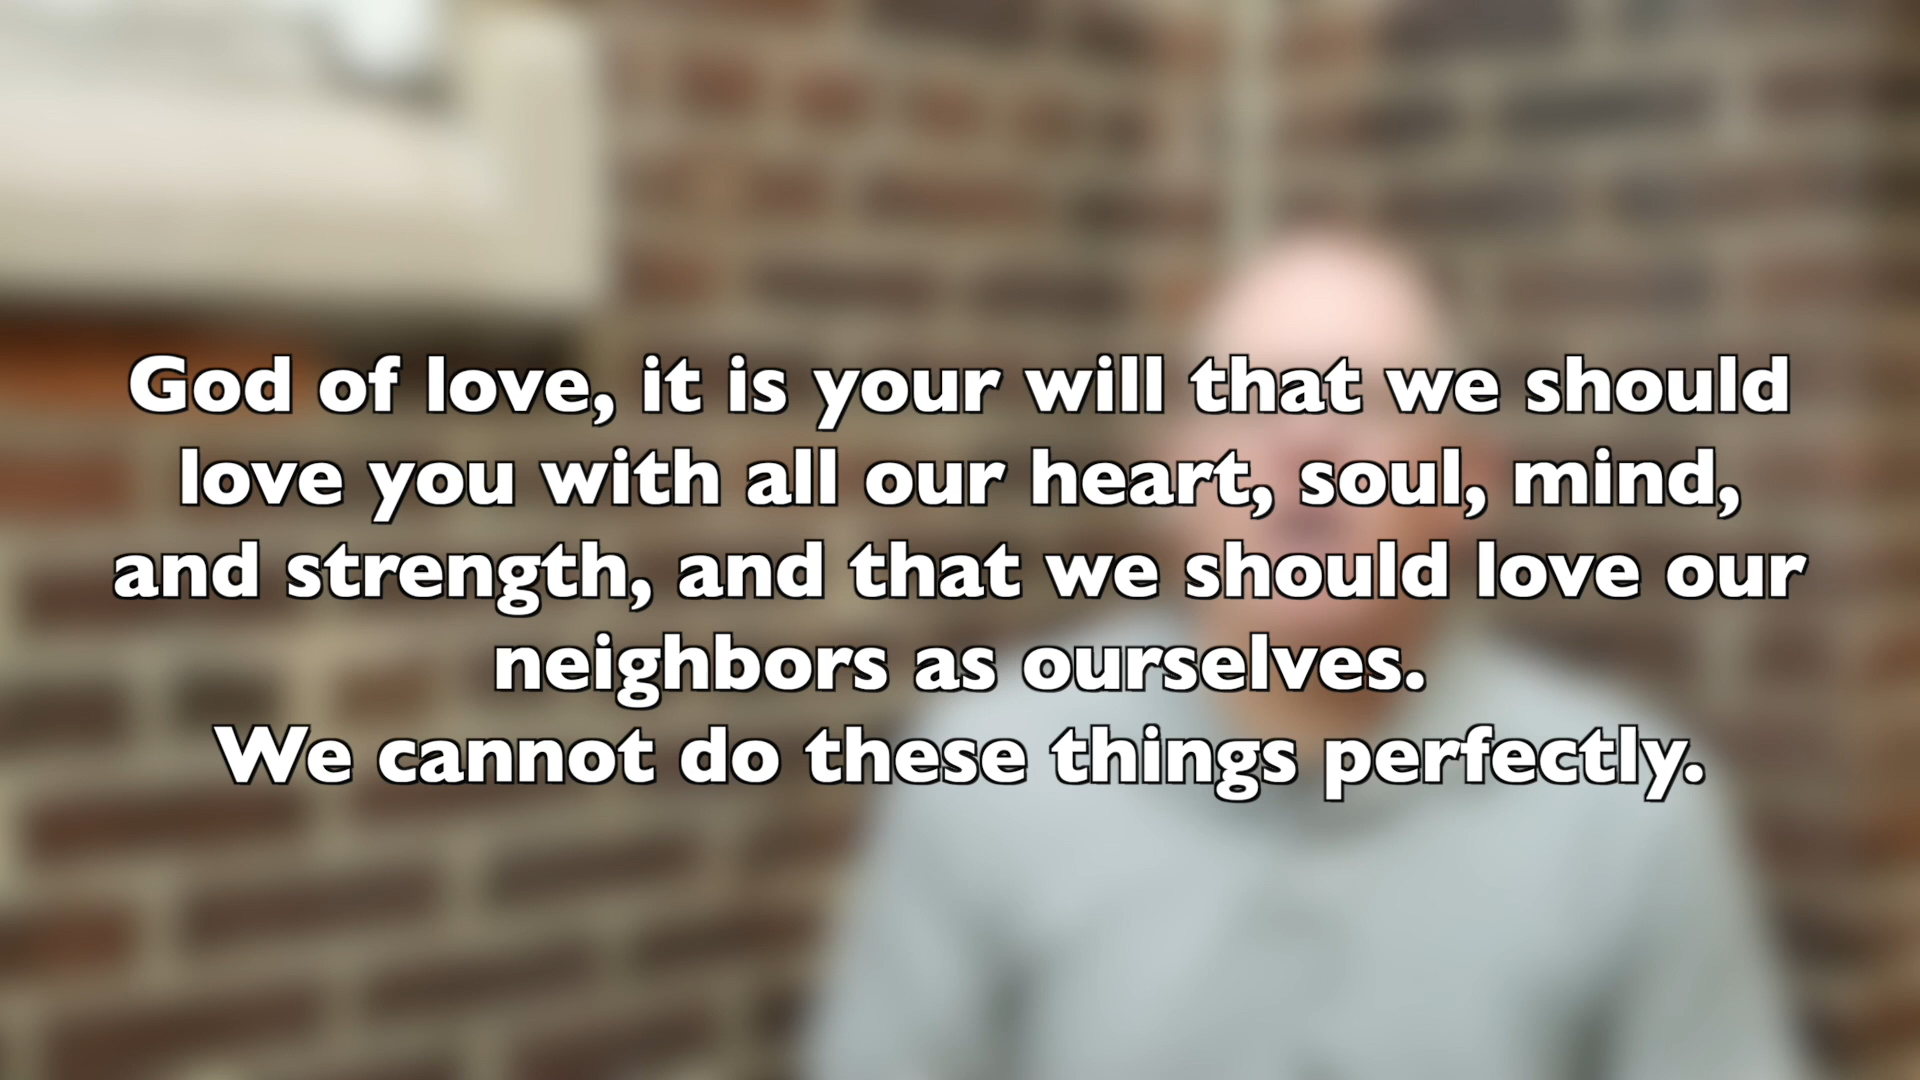 God of love, it is your will that we should
love you with all our heart, soul, mind,
and strength, and that we should love our
neighbors as ourselves.
We cannot do these things perfectly.